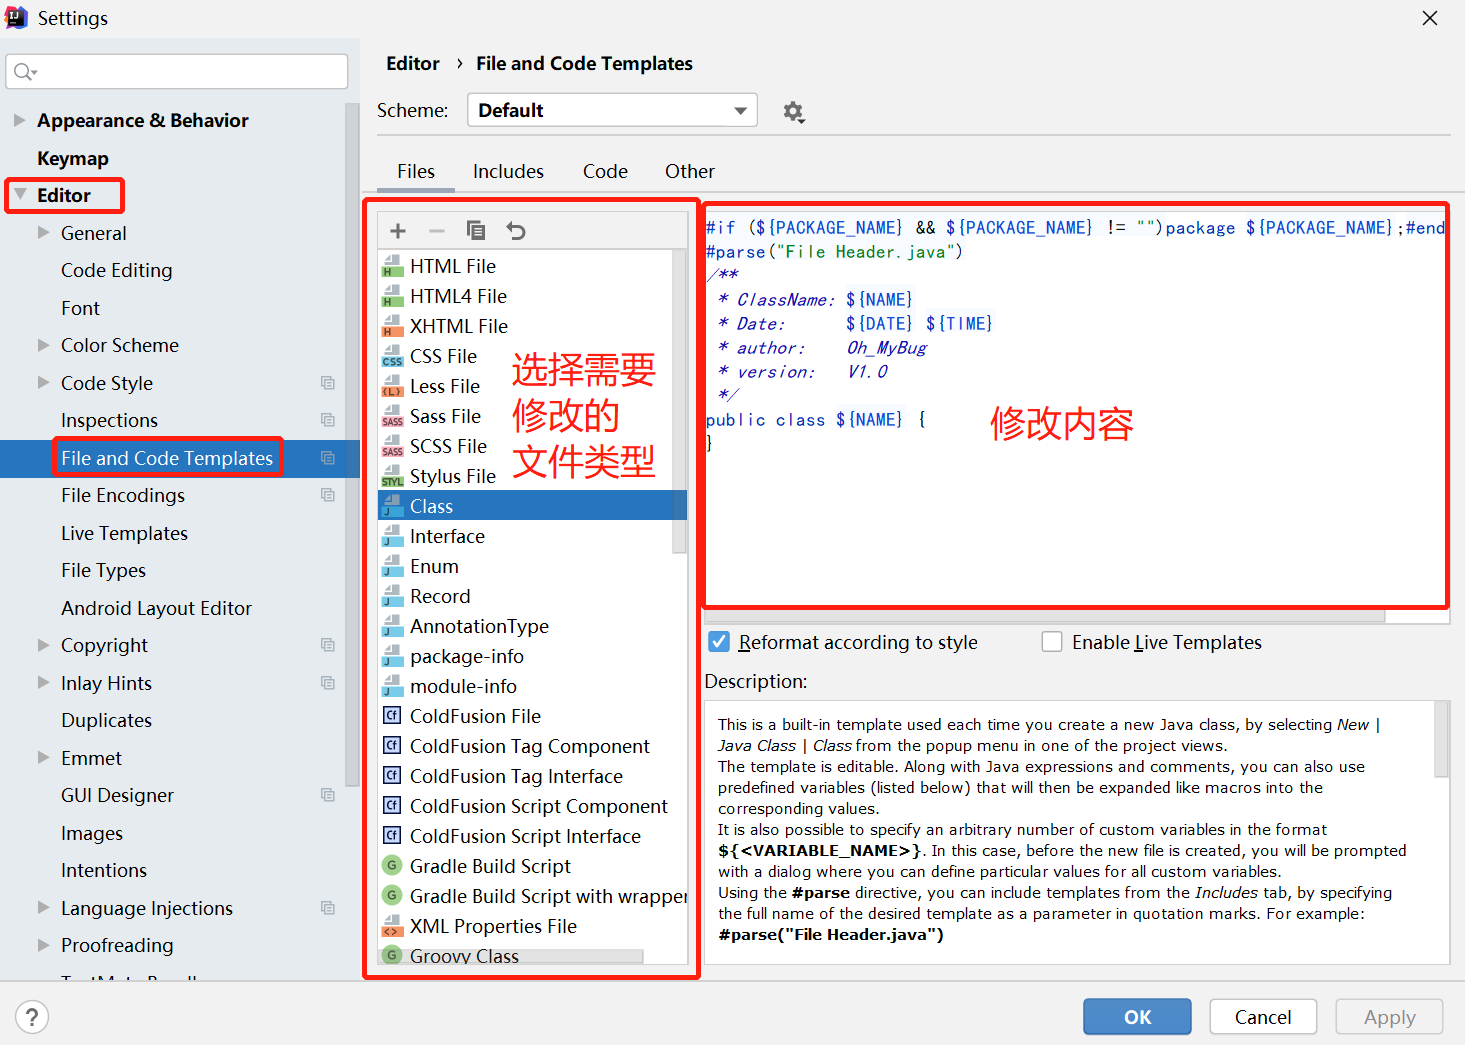 Settings
Appearance & Behavior
Keymap
Editor
General
Code Editing
Font
Color Scheme
Code Style
Inspections
File and Code Templates
File Encodings
Live Templates
File Types
Android Layout Editor
Copyright
Inlay Hints
Duplicates
Emmet
GUI Designer
Images
Intentions
Language Injections
Proofreading
Editor › File and Code Templates
Scheme: Default
Files Includes Code Other
HTML File
HTML4 File
XHTML File
CSS File
Less File
Sass File
SCSS File
Stylus File
Class
Interface
Enum
Record
AnnotationType
package-info
module-info
ColdFusion File
ColdFusion Tag Component
ColdFusion Tag Interface
ColdFusion Script Component
ColdFusion Script Interface
Gradle Build Script
Gradle Build Script with wrapper
XML Properties File
Groovy Class
选择需要
修改的
文件类型
#if (${PACKAGE_NAME} && ${PACKAGE_NAME} != "")package ${PACKAGE_NAME};#end
#parse("File Header.java")
/**
* ClassName: ${NAME}
* Date: ${DATE} ${TIME}
* author: Oh_MyBug
* version: V1.0
*/
public class ${NAME} {
}
修改内容
Reformat according to style
Enable Live Templates
Description:
This is a built-in template used each time you create a new Java class, by selecting New |
Java Class | Class from the popup menu in one of the project views.
The template is editable. Along with Java expressions and comments, you can also use
predefined variables (listed below) that will then be expanded like macros into the
corresponding values.
It is also possible to specify an arbitrary number of custom variables in the format
${<VARIABLE_NAME>}. In this case, before the new file is created, you will be prompted
with a dialog where you can define particular values for all custom variables.
Using the #parse directive, you can include templates from the Includes tab, by specifying
the full name of the desired template as a parameter in quotation marks. For example:
#parse("File Header.java")
?
OK
Cancel
Apply